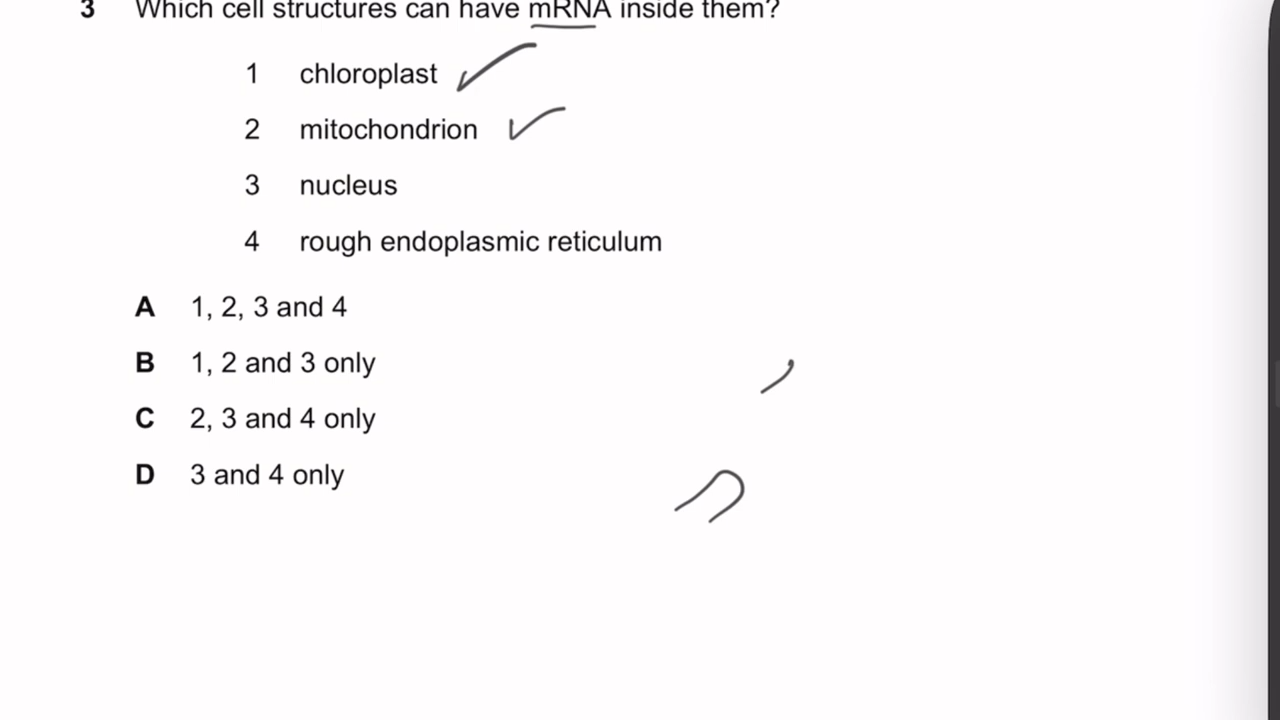 3 Which cell structures can have mRNA inside them?
1 chloroplast
2 mitochondrion
3 nucleus
4 rough endoplasmic reticulum
A 1, 2, 3 and 4
B 1, 2 and 3 only
C 2, 3 and 4 only
D 3 and 4 only